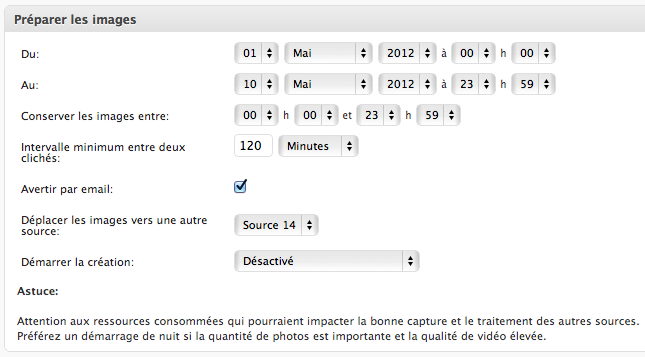 Préparer les images
Du: 01 Mai 2012 à 00 h 00
Au: 10 Mai 2012 à 23 h 59
Conserver les images entre: 00 h 00 et 23 h 59
Intervalle minimum entre deux
clichés: 120 Minutes
Avertir par email:
Déplacer les images vers une autre
source: Source 14
Démarrer la création: Désactivé
Astuce:
Attention aux ressources consommées qui pourraient impacter la bonne capture et le traitement des autres sources.
Préférez un démarrage de nuit si la quantité de photos est importante et la qualité de vidéo élevée.